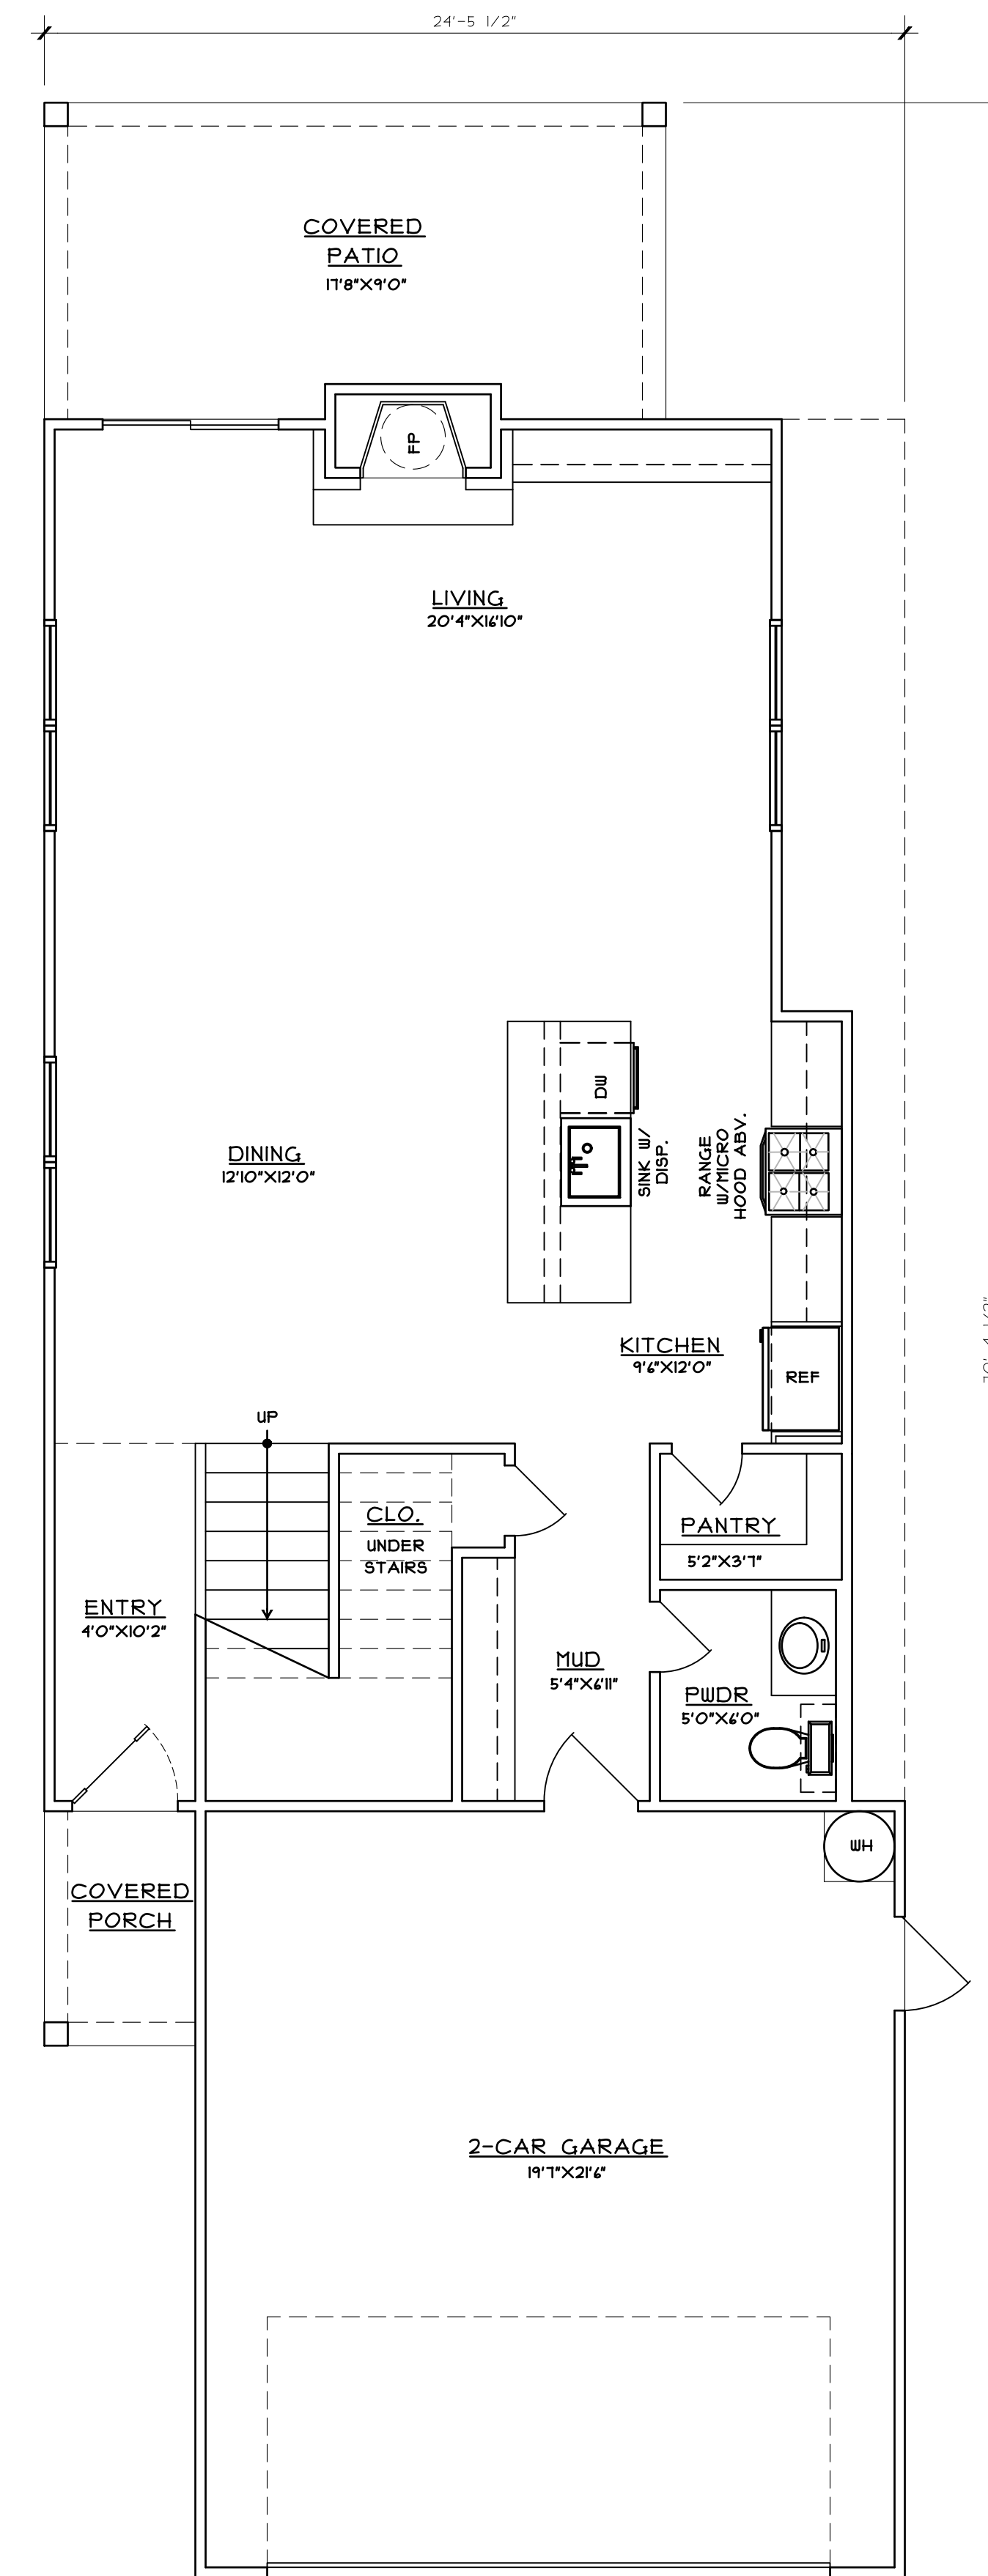 24'-5 1/2"
COVERED
PATIO
17'8"X9'0"
FP
LIVING
20'4"X16'10"
DW
SINK W/
DISP.
RANGE
W/MICRO
HOOD ABV.
DINING
12'10"X12'0"
KITCHEN
9'6"X12'0"
REF
UP
CLO.
UNDER
STAIRS
PANTRY
5'2"X3'7"
ENTRY
4'0"X10'2"
MUD
5'4"X6'11"
PWDR
5'0"X6'0"
WH
COVERED
PORCH
2-CAR GARAGE
19'7"X21'6"